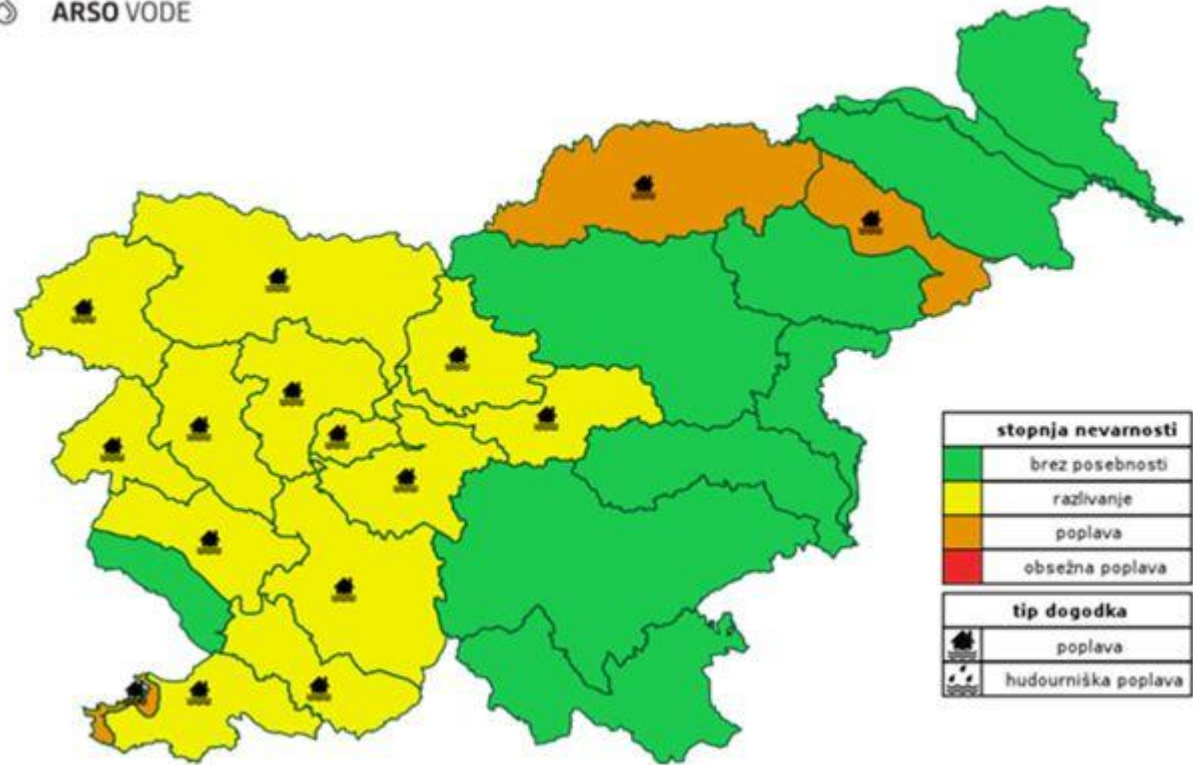 ARSO VODE
stopnja nevarnosti
brez posebnosti
razlivanje
poplava
obsežna poplava
tip dogodka
poplava
hudourniška poplava